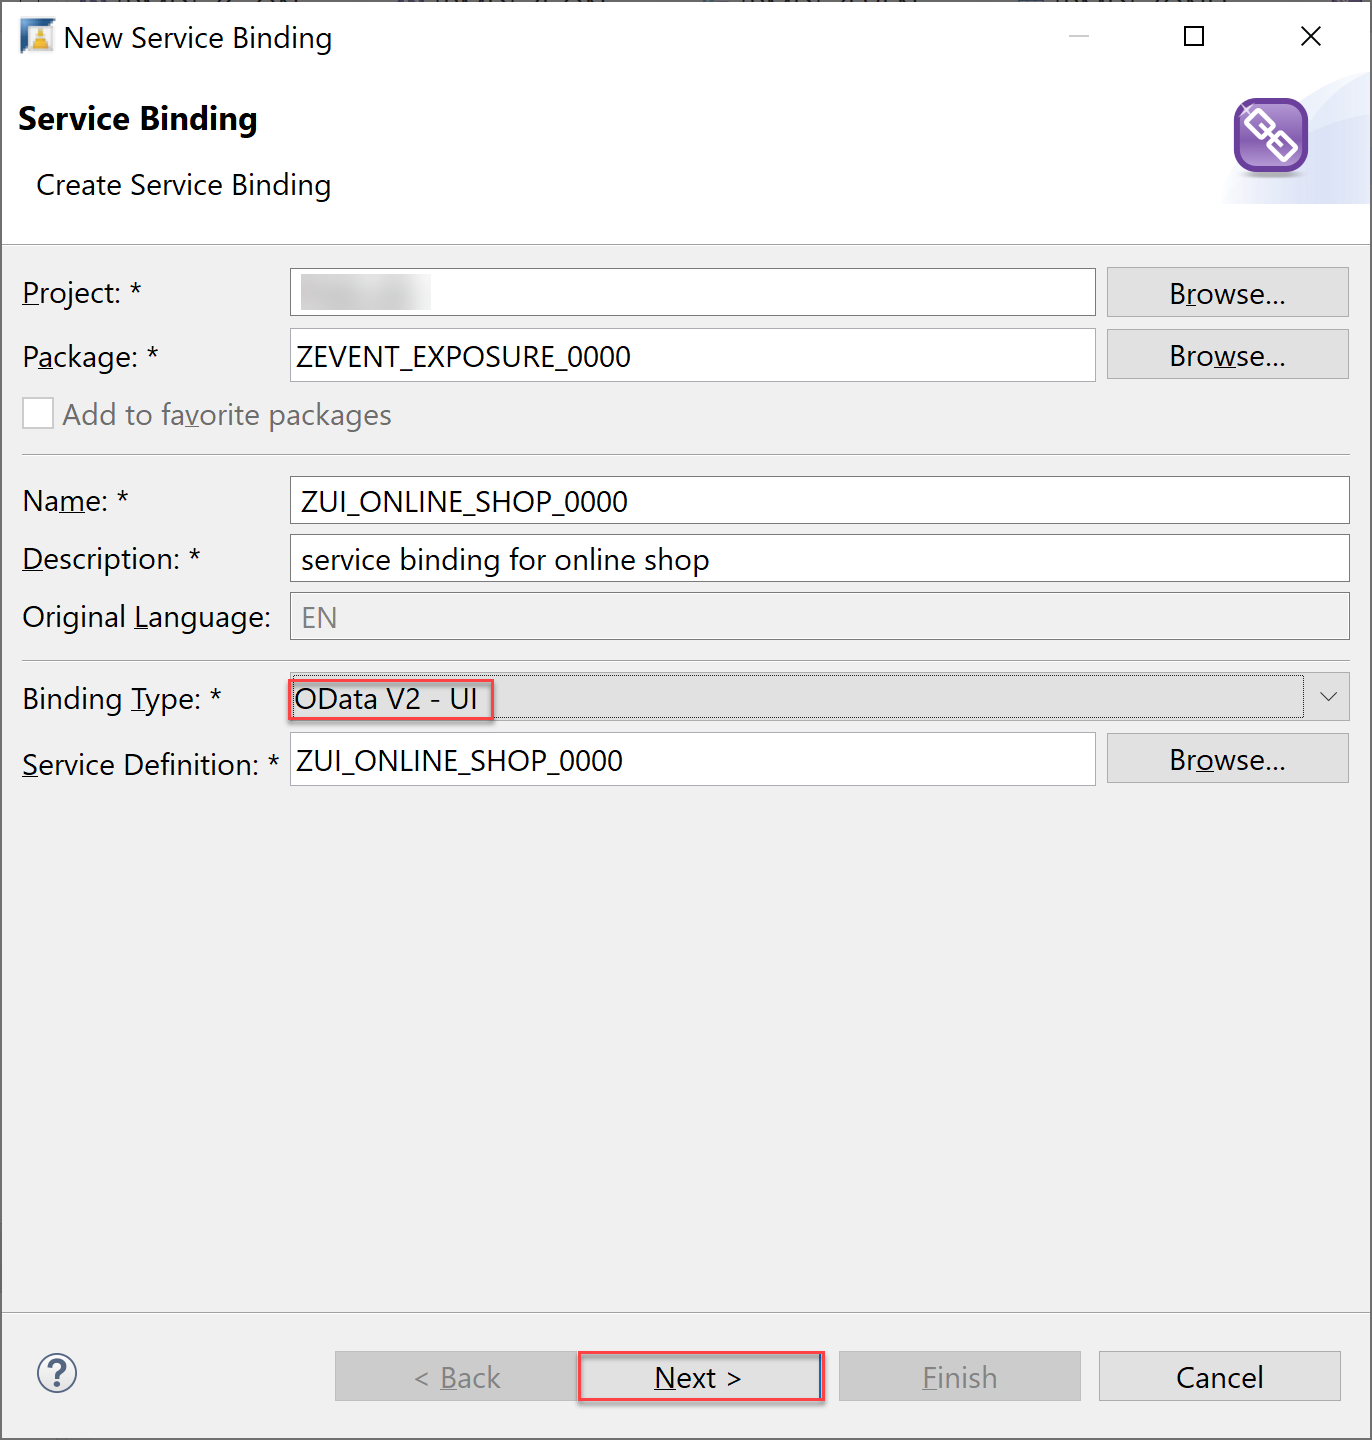 New Service Binding
Service Binding
Create Service Binding
Project: *
Browse...
Package: * ZEVENT_EXPOSURE_0000 Browse...
Add to favorite packages
Name: * ZUI_ONLINE_SHOP_0000
Description: * service binding for online shop
Original Language: EN
Binding Type: * OData V2 - UI
Service Definition: * ZUI_ONLINE_SHOP_0000 Browse...
? < Back Next > Finish Cancel